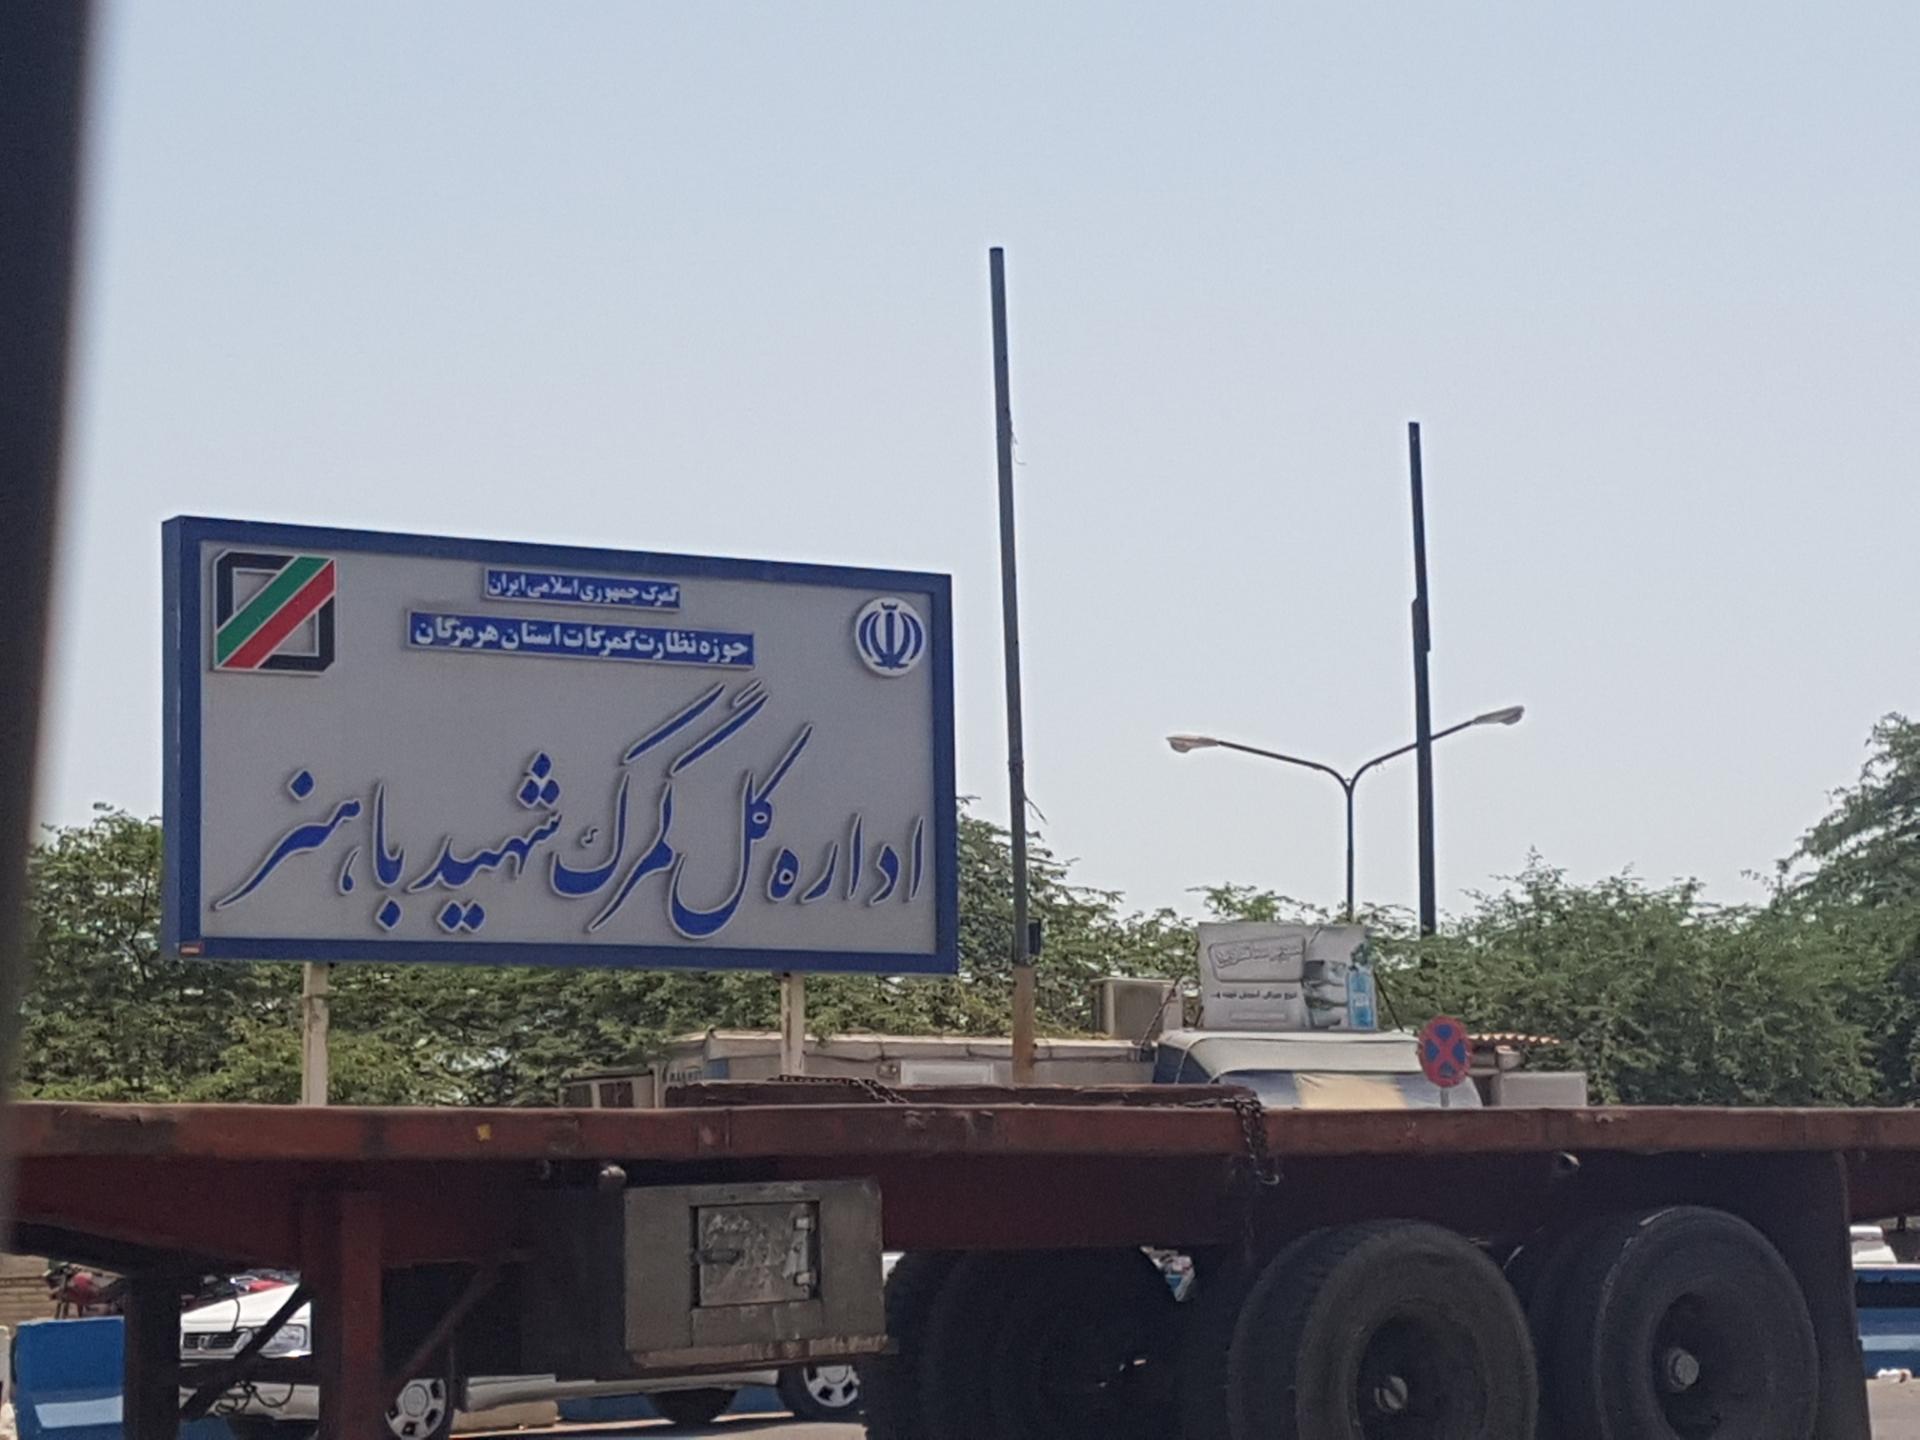 گمرک جمهوری اسلامی ایران
حوزه نظارت گمرکات استان هرمزگان
اداره کل گمرک شهید باهنر